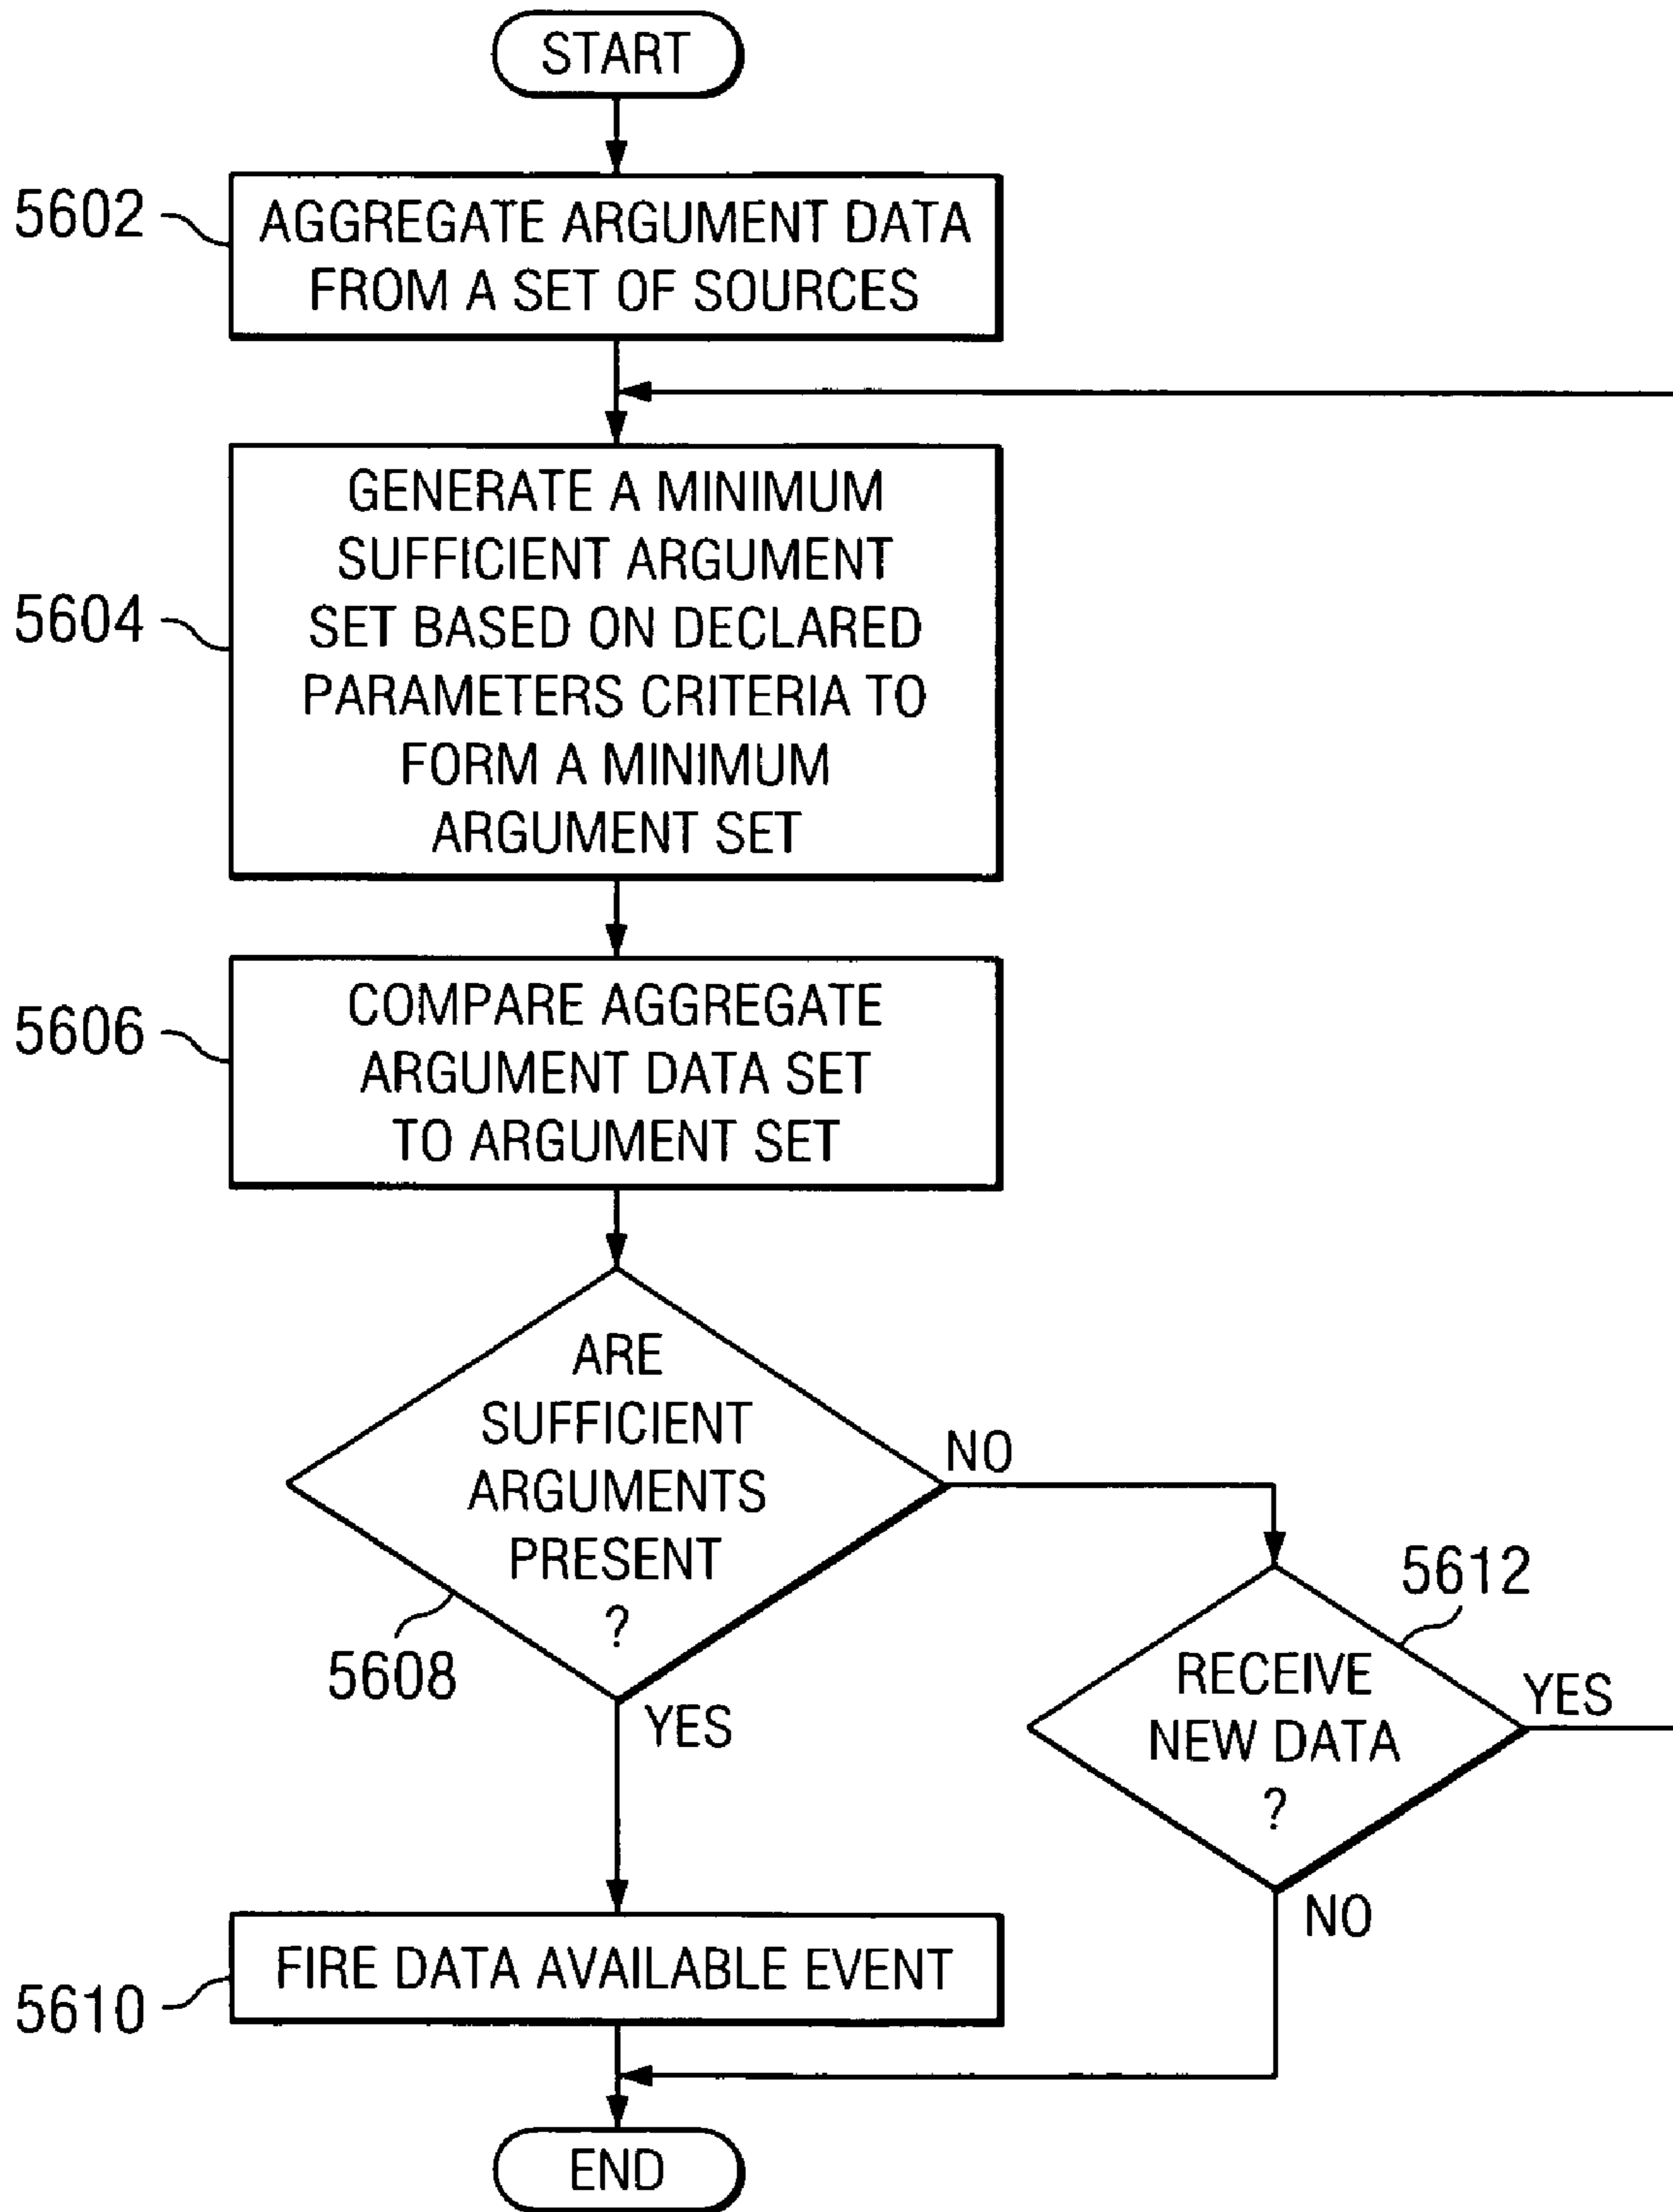 START
5602
AGGREGATE ARGUMENT DATA
FROM A SET OF SOURCES
5604
GENERATE A MINIMUM
SUFFICIENT ARGUMENT
SET BASED ON DECLARED
PARAMETERS CRITERIA TO
FORM A MINIMUM
ARGUMENT SET
5606
COMPARE AGGREGATE
ARGUMENT DATA SET
TO ARGUMENT SET
ARE
SUFFICIENT
ARGUMENTS
PRESENT
?
5608
NO
YES
5612
RECEIVE
NEW DATA
?
YES
NO
5610
FIRE DATA AVAILABLE EVENT
END